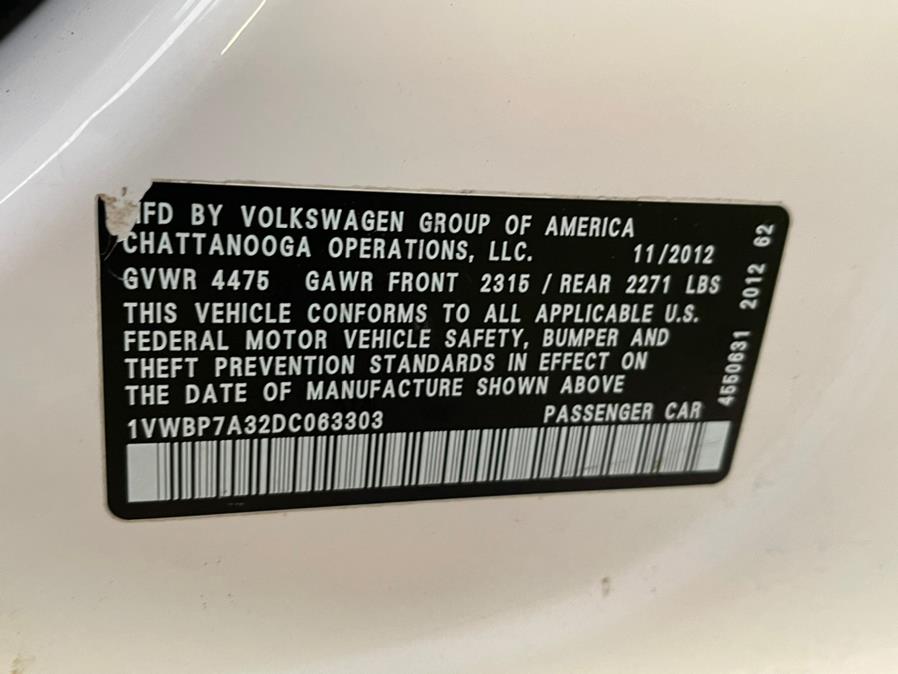 MFD BY VOLKSWAGEN GROUP OF AMERICA
CHATTANOOGA OPERATIONS, LLC. 11/2012
GVWR 4475 GAWR FRONT 2315 / REAR 2271 LBS
THIS VEHICLE CONFORMS TO ALL APPLICABLE U.S.
FEDERAL MOTOR VEHICLE SAFETY, BUMPER AND
THEFT PREVENTION STANDARDS IN EFFECT ON
THE DATE OF MANUFACTURE SHOWN ABOVE
1VWBP7A32DC063303 PASSENGER CAR
4550631 2012 62